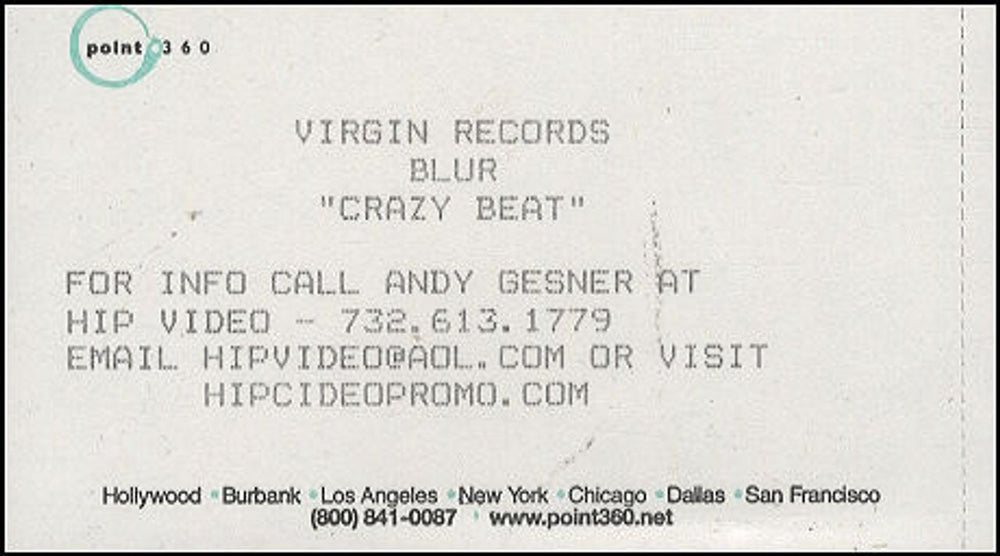 point 360
VIRGIN RECORDS
BLUR
"CRAZY BEAT"
FOR INFO CALL ANDY GESNER AT
HIP VIDEO - 732.613.1779
EMAIL HIPVIDEO@AOL.COM OR VISIT
HIPCIDEOPROMO.COM
Hollywood • Burbank • Los Angeles • New York • Chicago • Dallas • San Francisco
(800) 841-0087 • www.point360.net